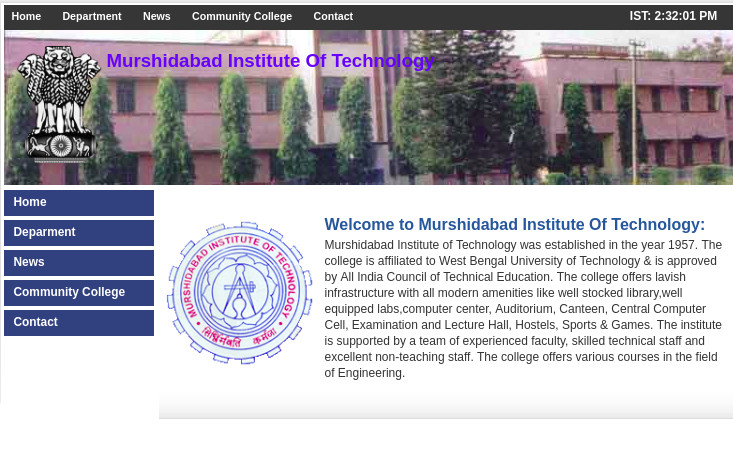 Home Department News Community College Contact IST: 2:32:01 PM
Murshidabad Institute Of Technology
Home
Deparment
News
Community College
Contact
MURSHIDABAD INSTITUTE OF TECHNOLOGY
Welcome to Murshidabad Institute Of Technology:
Murshidabad Institute of Technology was established in the year 1957. The
college is affiliated to West Bengal University of Technology & is approved
by All India Council of Technical Education. The college offers lavish
infrastructure with all modern amenities like well stocked library,well
equipped labs,computer center, Auditorium, Canteen, Central Computer
Cell, Examination and Lecture Hall, Hostels, Sports & Games. The institute
is supported by a team of experienced faculty, skilled technical staff and
excellent non-teaching staff. The college offers various courses in the field
of Engineering.